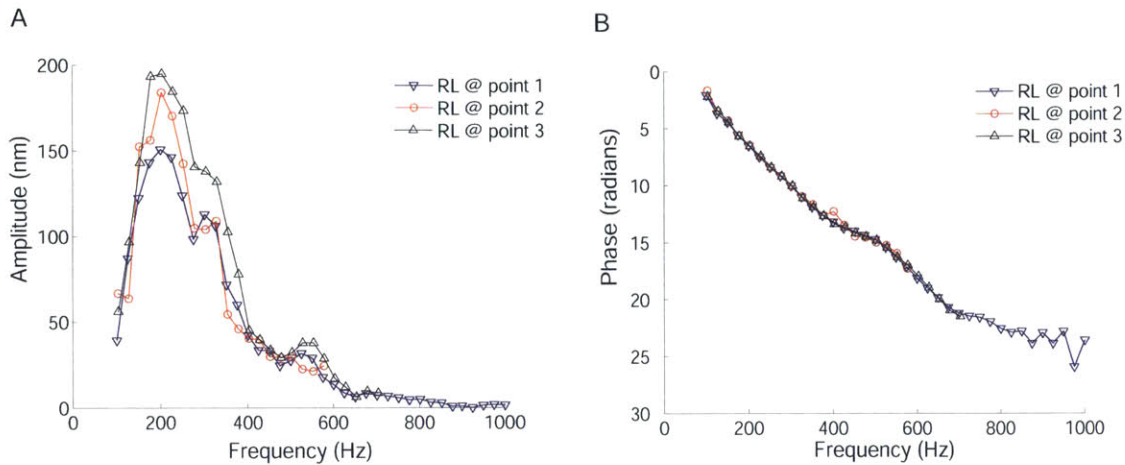 A
Amplitude (nm)
200
150
100
50
0
0
200
400
600
800
1000
Frequency (Hz)
RL @ point 1
RL @ point 2
RL @ point 3
B
Phase (radians)
0
5
10
15
20
25
30
0
200
400
600
800
1000
Frequency (Hz)
RL @ point 1
RL @ point 2
RL @ point 3